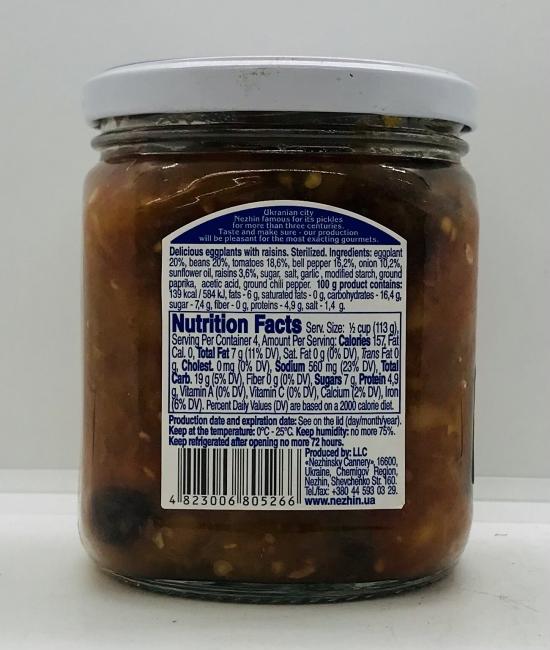 Ukranian city
Nezhin famous for its pickles
for more than three centuries.
Taste and make sure - our production
will be pleasant for the most exacting gourmets.
Delicious eggplants with raisins. Sterilized. Ingredients: eggplant
20%, beans 20%, tomatoes 18,6%, bell pepper 16,2%, onion 10,2%,
sunflower oil, raisins 3,6%, sugar, salt, garlic, modified starch, ground
paprika, acetic acid, ground chili pepper. 100 g product contains:
139 kcal / 584 kJ, fats - 6 g, saturated fats - 0 g, carbohydrates - 16,4 g,
sugar - 7,4 g, fiber - 0 g, proteins - 4,9 g, salt - 1,4 g.
Nutrition Facts Serv. Size: ½ cup (113 g),
Serving Per Container 4, Amount Per Serving: Calories 157, Fat
Cal. 0, Total Fat 7 g (11% DV), Sat. Fat 0 g (0% DV), Trans Fat 0
g, Cholest. 0 mg (0% DV), Sodium 560 mg (23% DV), Total
Carb. 19 g (5% DV), Fiber 0 g (0% DV), Sugars 7 g, Protein 4,9
g, Vitamin A (0% DV), Vitamin C (0% DV), Calcium (2% DV), Iron
(6% DV). Percent Daily Values (DV) are based on a 2000 calorie diet.
Production date and expiration date: See on the lid (day/month/year).
Keep at the temperature: 0°C - 25°C. Keep humidity: no more 75%.
Keep refrigerated after opening no more 72 hours.
Produced by: LLC
«Nezhinsky Cannery», 16600,
Ukraine, Chernigov Region,
Nezhin, Shevchenko Str. 160.
Tel./fax: +380 44 593 03 29.
www.nezhin.ua
4 823006 805266